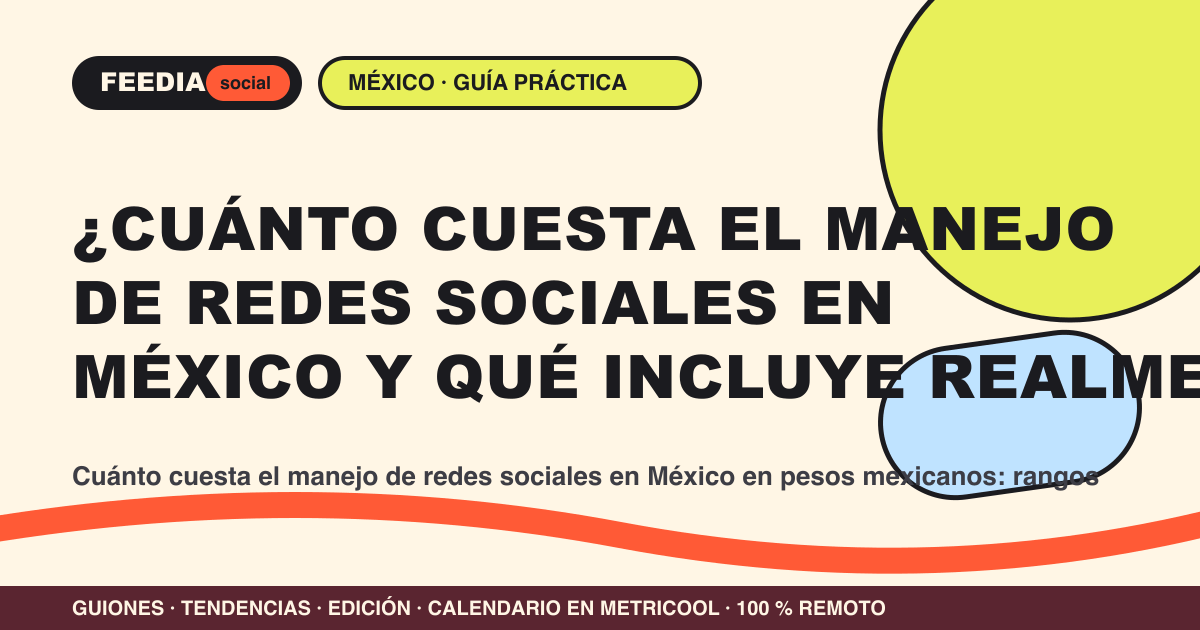 FEEDIA social
MÉXICO · GUÍA PRÁCTICA
¿CUÁNTO CUESTA EL MANEJO
DE REDES SOCIALES EN
MÉXICO Y QUÉ INCLUYE REALME
Cuánto cuesta el manejo de redes sociales en México en pesos mexicanos: rangos
GUIONES · TENDENCIAS · EDICIÓN · CALENDARIO EN METRICOOL · 100 % REMOTO